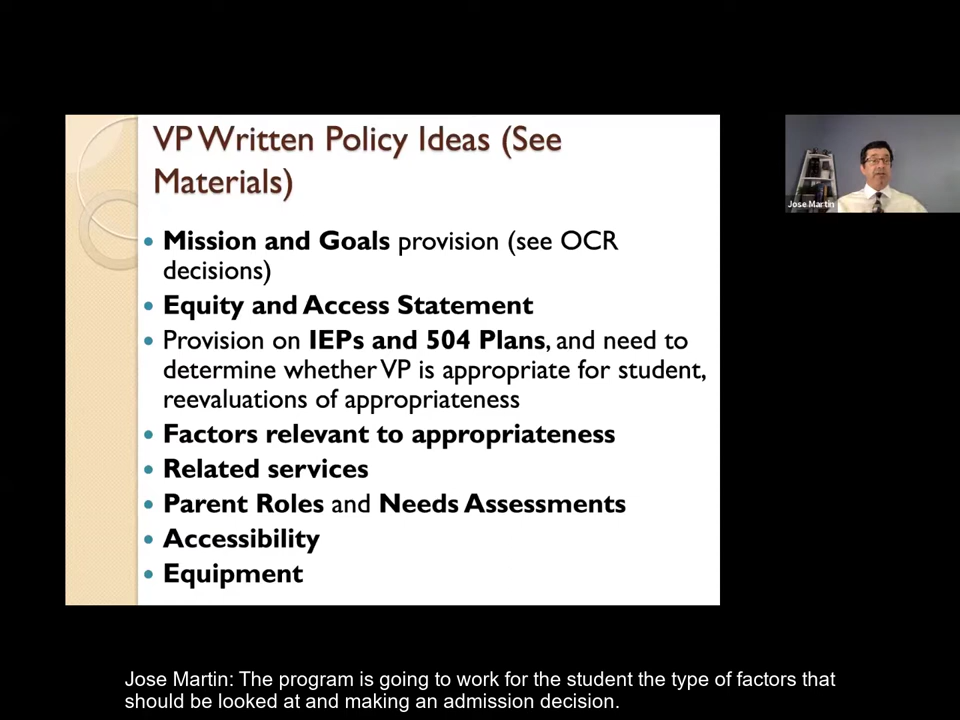 VP Written Policy Ideas (See
Materials)
• Mission and Goals provision (see OCR
decisions)
• Equity and Access Statement
• Provision on IEPs and 504 Plans, and need to
determine whether VP is appropriate for student,
reevaluations of appropriateness
• Factors relevant to appropriateness
• Related services
• Parent Roles and Needs Assessments
• Accessibility
• Equipment
Jose Martin
Jose Martin: The program is going to work for the student the type of factors that
should be looked at and making an admission decision.